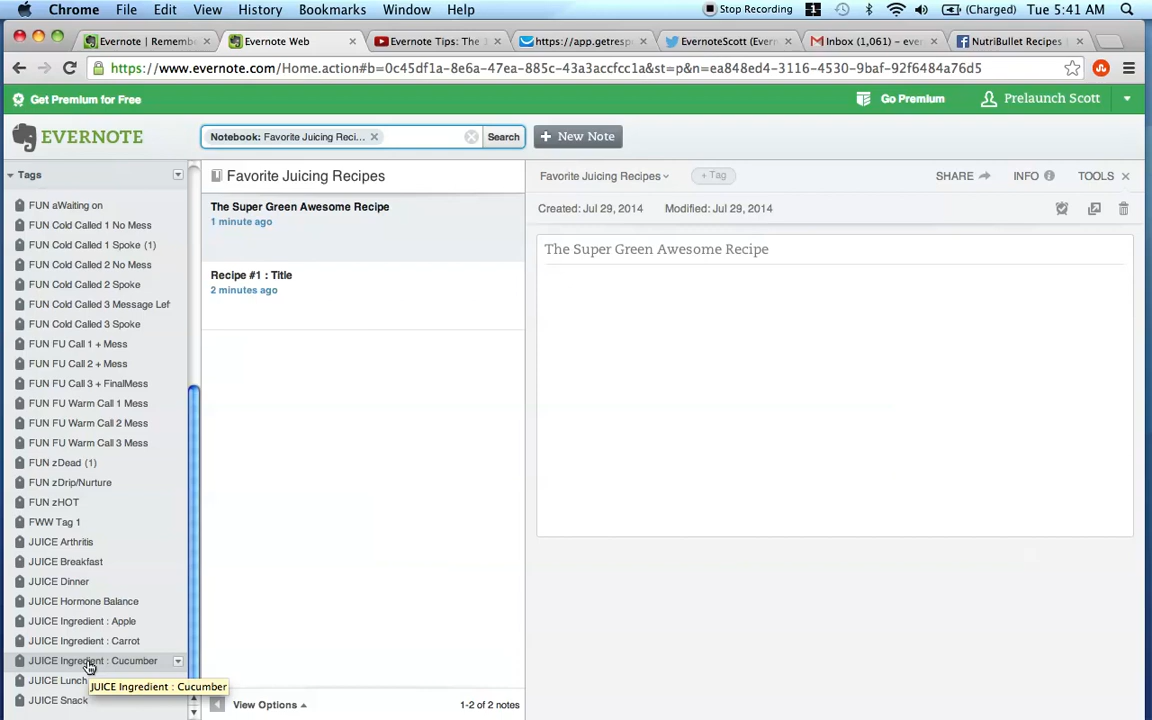 Chrome File Edit View History Bookmarks Window Help
Stop Recording 1 (Charged) Tue 5:41 AM
Evernote | Rememb
Evernote Web
Evernote Tips: The J
https://app.getresp
EvernoteScott (Evern
Inbox (1,061) – ever
NutriBullet Recipes
https://www.evernote.com/Home.action#b=0c45df1a-8e6a-47ea-885c-43a3accfcc1a&st=p&n=ea848ed4-3116-4530-9baf-92f6484a76d5
Get Premium for Free
Go Premium
Prelaunch Scott
EVERNOTE
Notebook: Favorite Juicing Reci...
Search
+ New Note
Tags
FUN aWaiting on
FUN Cold Called 1 No Mess
FUN Cold Called 1 Spoke (1)
FUN Cold Called 2 No Mess
FUN Cold Called 2 Spoke
FUN Cold Called 3 Message Lef
FUN Cold Called 3 Spoke
FUN FU Call 1 + Mess
FUN FU Call 2 + Mess
FUN FU Call 3 + FinalMess
FUN FU Warm Call 1 Mess
FUN FU Warm Call 2 Mess
FUN FU Warm Call 3 Mess
FUN zDead (1)
FUN zDrip/Nurture
FUN zHOT
FWW Tag 1
JUICE Arthritis
JUICE Breakfast
JUICE Dinner
JUICE Hormone Balance
JUICE Ingredient : Apple
JUICE Ingredient : Carrot
JUICE Ingredient : Cucumber
JUICE Lunch
JUICE Ingredient : Cucumber
JUICE Snack
Favorite Juicing Recipes
The Super Green Awesome Recipe
1 minute ago
Recipe #1 : Title
2 minutes ago
View Options
1-2 of 2 notes
Favorite Juicing Recipes
+ Tag
SHARE
INFO
TOOLS
Created: Jul 29, 2014 Modified: Jul 29, 2014
The Super Green Awesome Recipe